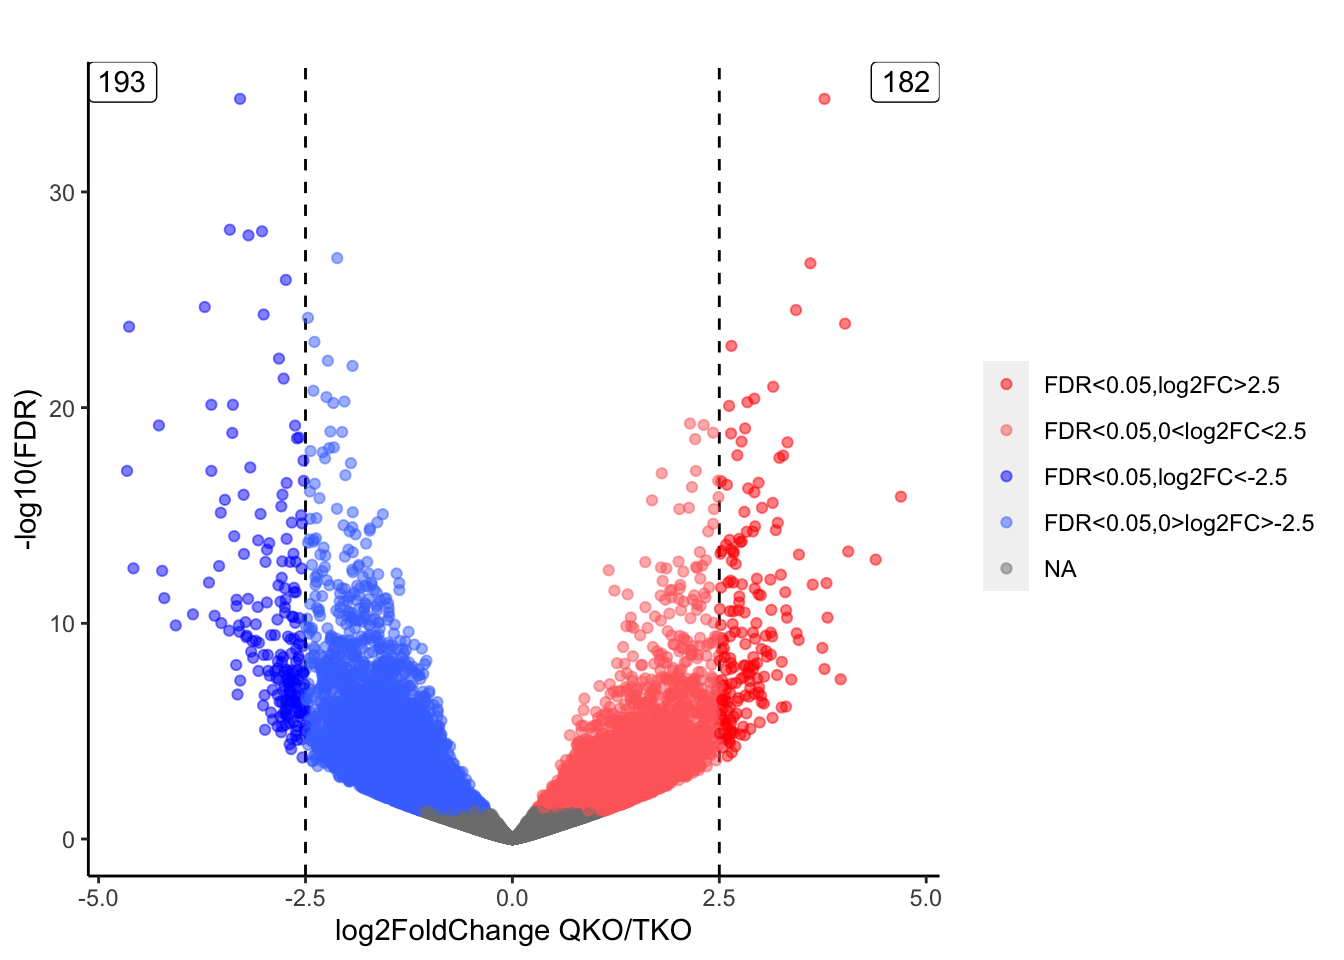 193
182
30
20
10
0
-log10(FDR)
-5.0
-2.5
0.0
2.5
5.0
log2FoldChange QKO/TKO
FDR<0.05,log2FC>2.5
FDR<0.05,0<log2FC<2.5
FDR<0.05,log2FC<-2.5
FDR<0.05,0>log2FC>-2.5
NA